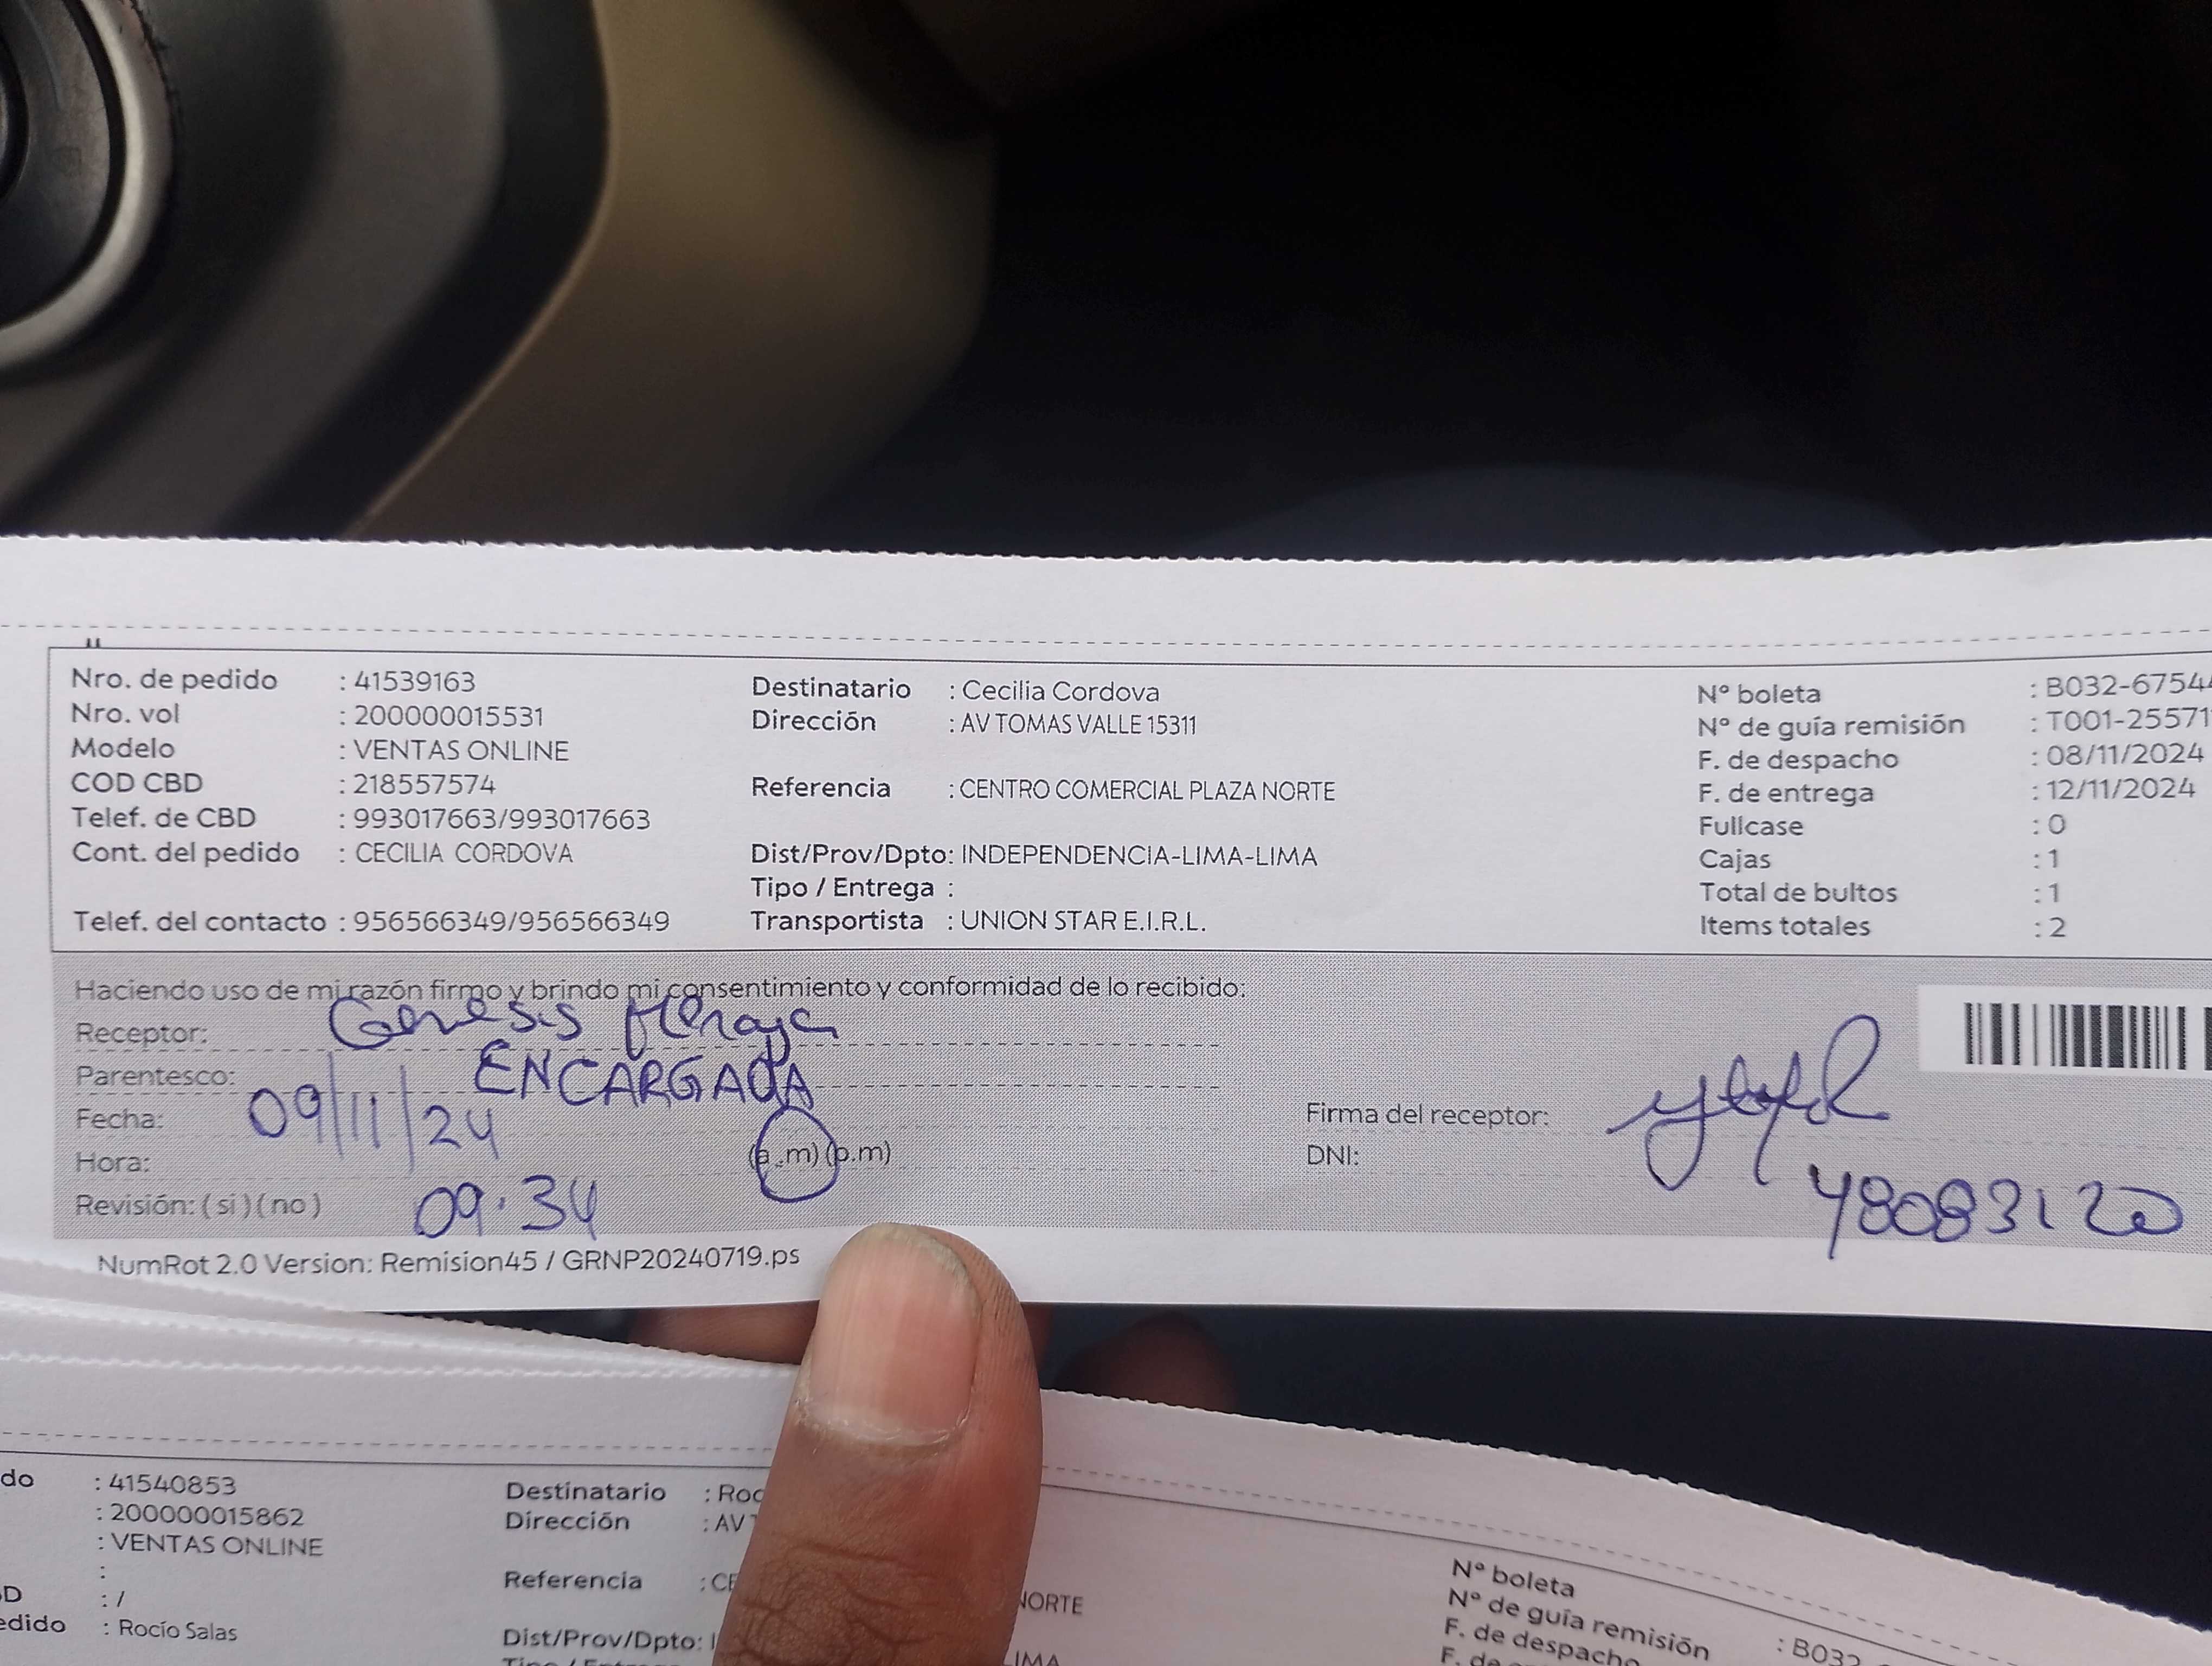 Nro. de pedido : 41539163
Nro. vol : 200000015531
Modelo : VENTAS ONLINE
COD CBD : 218557574
Telef. de CBD : 993017663/993017663
Cont. del pedido : CECILIA CORDOVA
Telef. del contacto : 956566349/956566349
Destinatario : Cecilia Cordova
Dirección : AV TOMAS VALLE 15311
Referencia : CENTRO COMERCIAL PLAZA NORTE
Dist/Prov/Dpto: INDEPENDENCIA-LIMA-LIMA
Tipo / Entrega :
Transportista : UNION STAR E.I.R.L.
N° boleta : B032-6754
N° de guía remisión : T001-25571
F. de despacho : 08/11/2024
F. de entrega : 12/11/2024
Fullcase : 0
Cajas : 1
Total de bultos : 1
Items totales : 2
Haciendo uso de mi razón firmo y brindo mi consentimiento y conformidad de lo recibido:
Receptor: Genesis
Parentesco: ENCARGADA
Fecha: 09/11/24
Hora: (a.m) (p.m)
Revisión: (si) (no) 09:34
Firma del receptor:
DNI: 48083120
NumRot 2.0 Version: Remision45 / GRNP20240719.ps
do : 41540853
: 200000015862
: VENTAS ONLINE
:
D : /
edido : Rocío Salas
Destinatario : Roc
Dirección : AV
Referencia : CE
NORTE
Dist/Prov/Dpto:
LIMA
N° boleta : B032
N° de guía remisión
F. de despacho
F. de